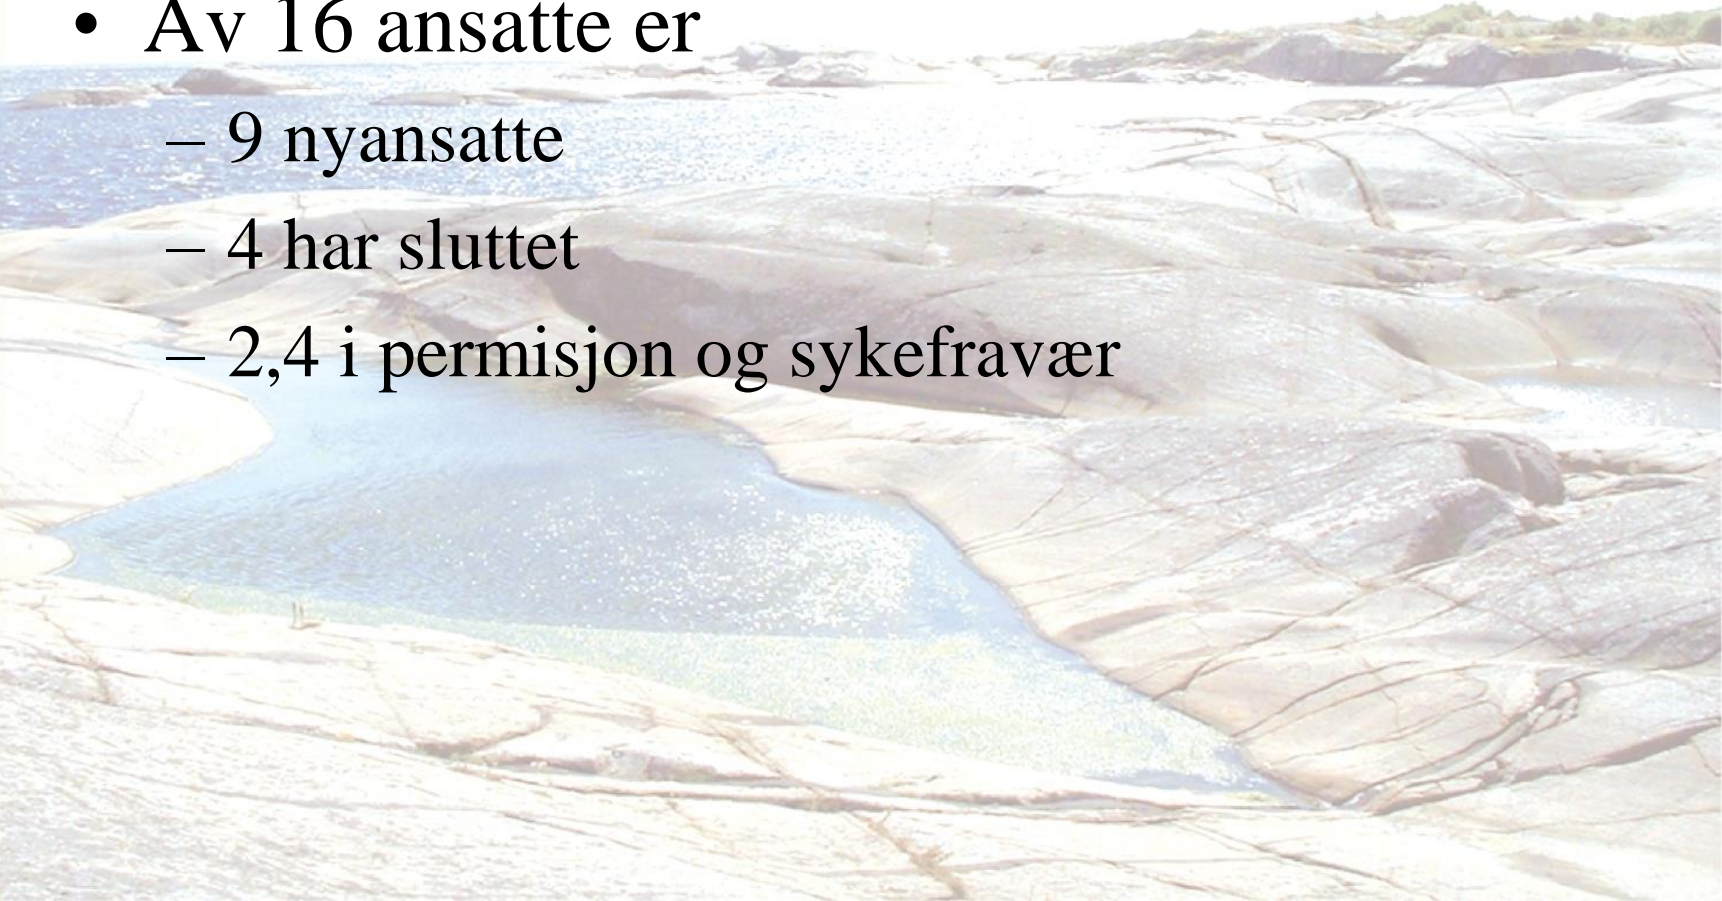 • Av 16 ansatte er
– 9 nyansatte
– 4 har sluttet
– 2,4 i permisjon og sykefravær